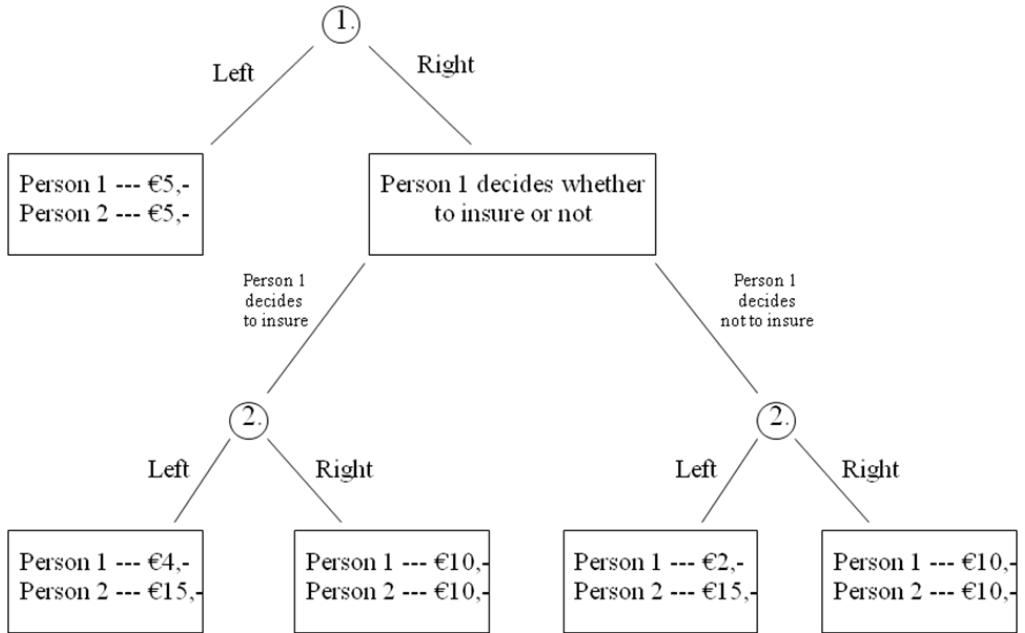 1.
Left
Right
Person 1 --- €5,-
Person 2 --- €5,-
Person 1 decides whether
to insure or not
Person 1
decides
to insure
Person 1
decides
not to insure
2.
2.
Left
Right
Left
Right
Person 1 --- €4,-
Person 2 --- €15,-
Person 1 --- €10,-
Person 2 --- €10,-
Person 1 --- €2,-
Person 2 --- €15,-
Person 1 --- €10,-
Person 2 --- €10,-